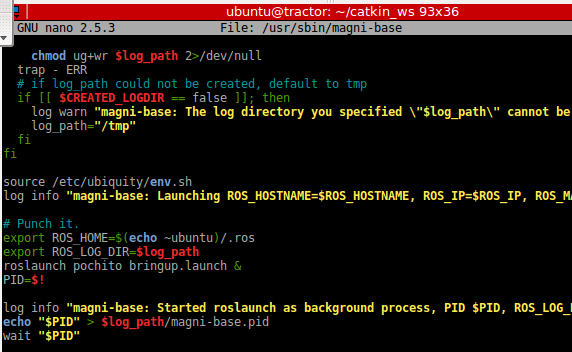 ubuntu@tractor: ~/catkin_ws 93x36
GNU nano 2.5.3 File: /usr/sbin/magni-base
chmod ug+wr $log_path 2>/dev/null
trap - ERR
# if log_path could not be created, default to tmp
if [[ $CREATED_LOGDIR == false ]]; then
log warn "magni-base: The log directory you specified \"$log_path\" cannot be
log_path="/tmp"
fi
fi
source /etc/ubiquity/env.sh
log info "magni-base: Launching ROS_HOSTNAME=$ROS_HOSTNAME, ROS_IP=$ROS_IP, ROS_MA
# Punch it.
export ROS_HOME=$(echo ~ubuntu)/.ros
export ROS_LOG_DIR=$log_path
roslaunch pochito bringup.launch &
PID=$!
log info "magni-base: Started roslaunch as background process, PID $PID, ROS_LOG_
echo "$PID" > $log_path/magni-base.pid
wait "$PID"